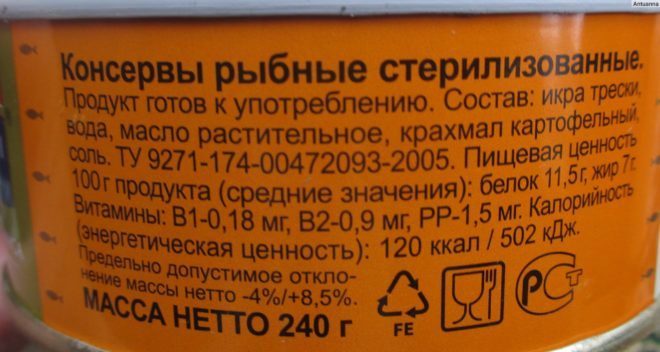 Antuanna
Консервы рыбные стерилизованные.
Продукт готов к употреблению. Состав: икра трески,
вода, масло растительное, крахмал картофельный,
соль. ТУ 9271-174-00472093-2005. Пищевая ценность
100 г продукта (средние значения): белок 11,5 г, жир 7 г.
Витамины: В1-0,18 мг, В2-0,9 мг, РР-1,5 мг. Калорийность
(энергетическая ценность): 120 ккал / 502 кДж.
Предельно допустимое откло-
нение массы нетто -4%/+8,5%.
МАССА НЕТТО 240 г
FE
РСТ